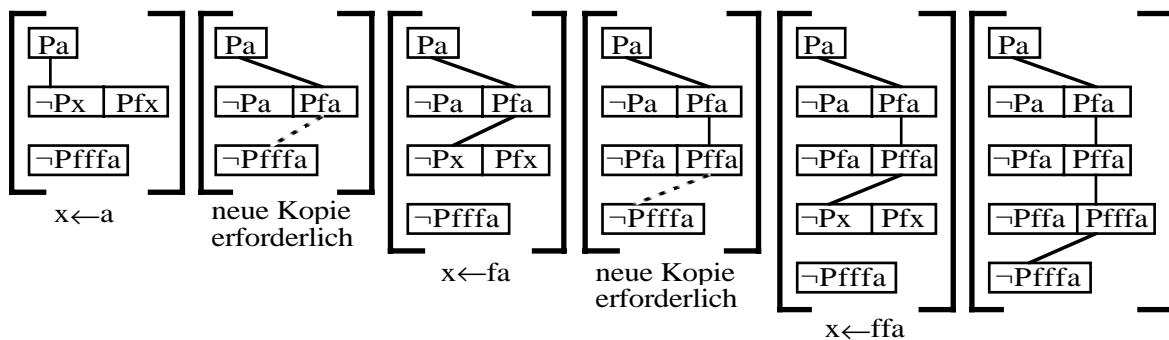 Pa
¬Px Pfx
¬Pfffa
x←a
Pa
¬Pa Pfa
¬Pfffa
neue Kopie
erforderlich
Pa
¬Pa Pfa
¬Px Pfx
¬Pfffa
x←fa
Pa
¬Pa Pfa
¬Pfa Pffa
¬Pfffa
neue Kopie
erforderlich
Pa
¬Pa Pfa
¬Pfa Pffa
¬Px Pfx
¬Pfffa
x←ffa
Pa
¬Pa Pfa
¬Pfa Pffa
¬Pffa Pfffa
¬Pfffa